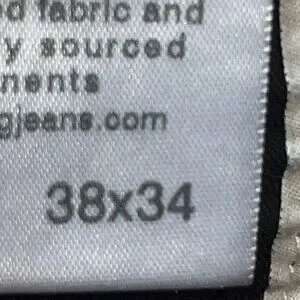 d fabric and
y sourced
nents
gjeans.com
38x34